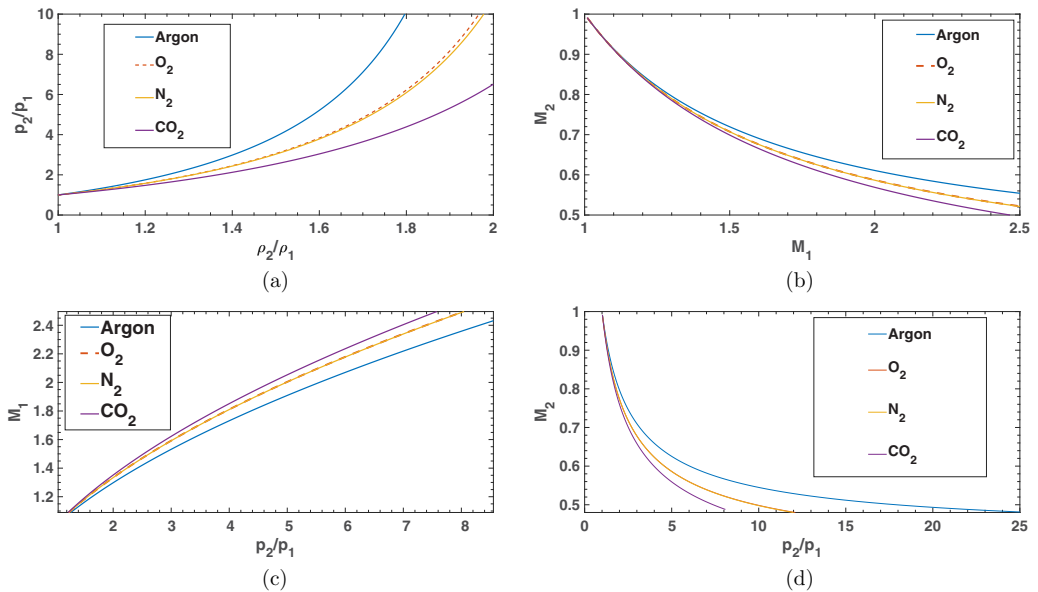 10
8
6
4
2
0
p2/p1
Argon
O2
N2
CO2
1 1.2 1.4 1.6 1.8 2
ρ2/ρ1
(a)
1
0.9
0.8
0.7
0.6
0.5
M2
Argon
O2
N2
CO2
1 1.5 2 2.5
M1
(b)
2.4
2.2
2.0
1.8
1.6
1.4
1.2
M1
Argon
O2
N2
CO2
2 3 4 5 6 7 8
p2/p1
(c)
1
0.9
0.8
0.7
0.6
0.5
M2
Argon
O2
N2
CO2
0 5 10 15 20 25
p2/p1
(d)